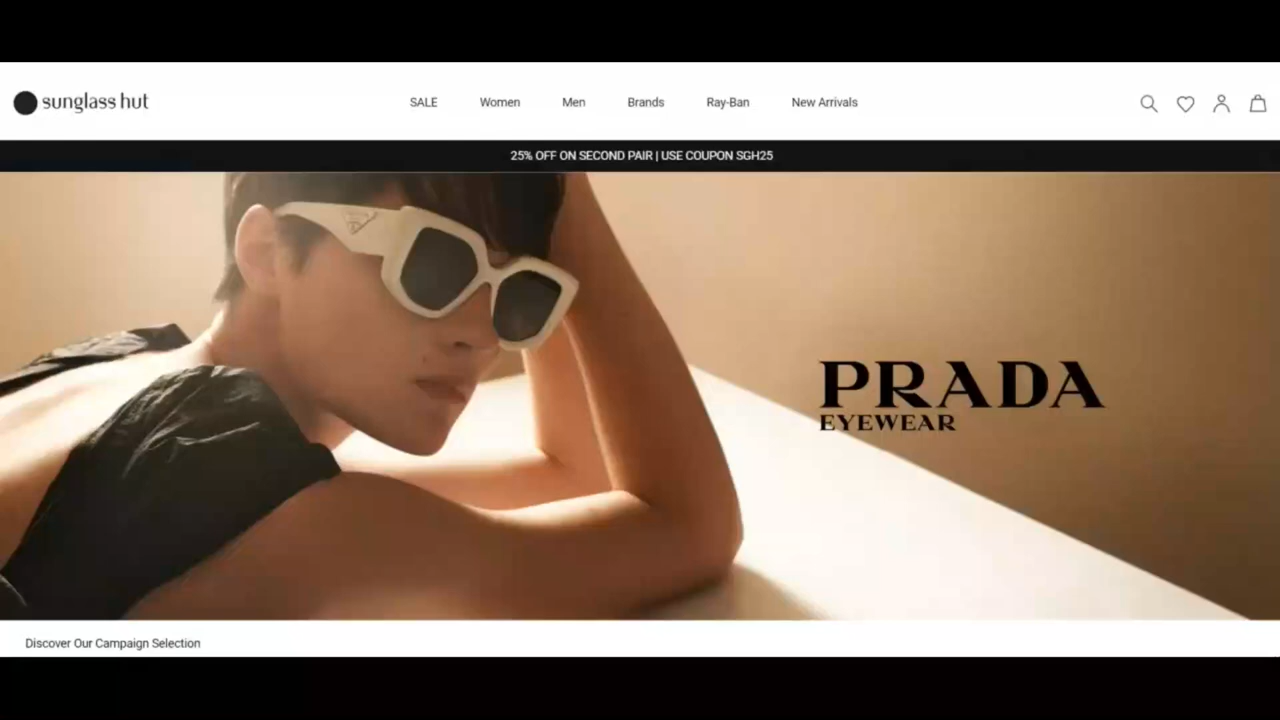 sunglass hut
SALE Women Men Brands Ray-Ban New Arrivals
25% OFF ON SECOND PAIR | USE COUPON SGH25
PRADA
EYEWEAR
Discover Our Campaign Selection